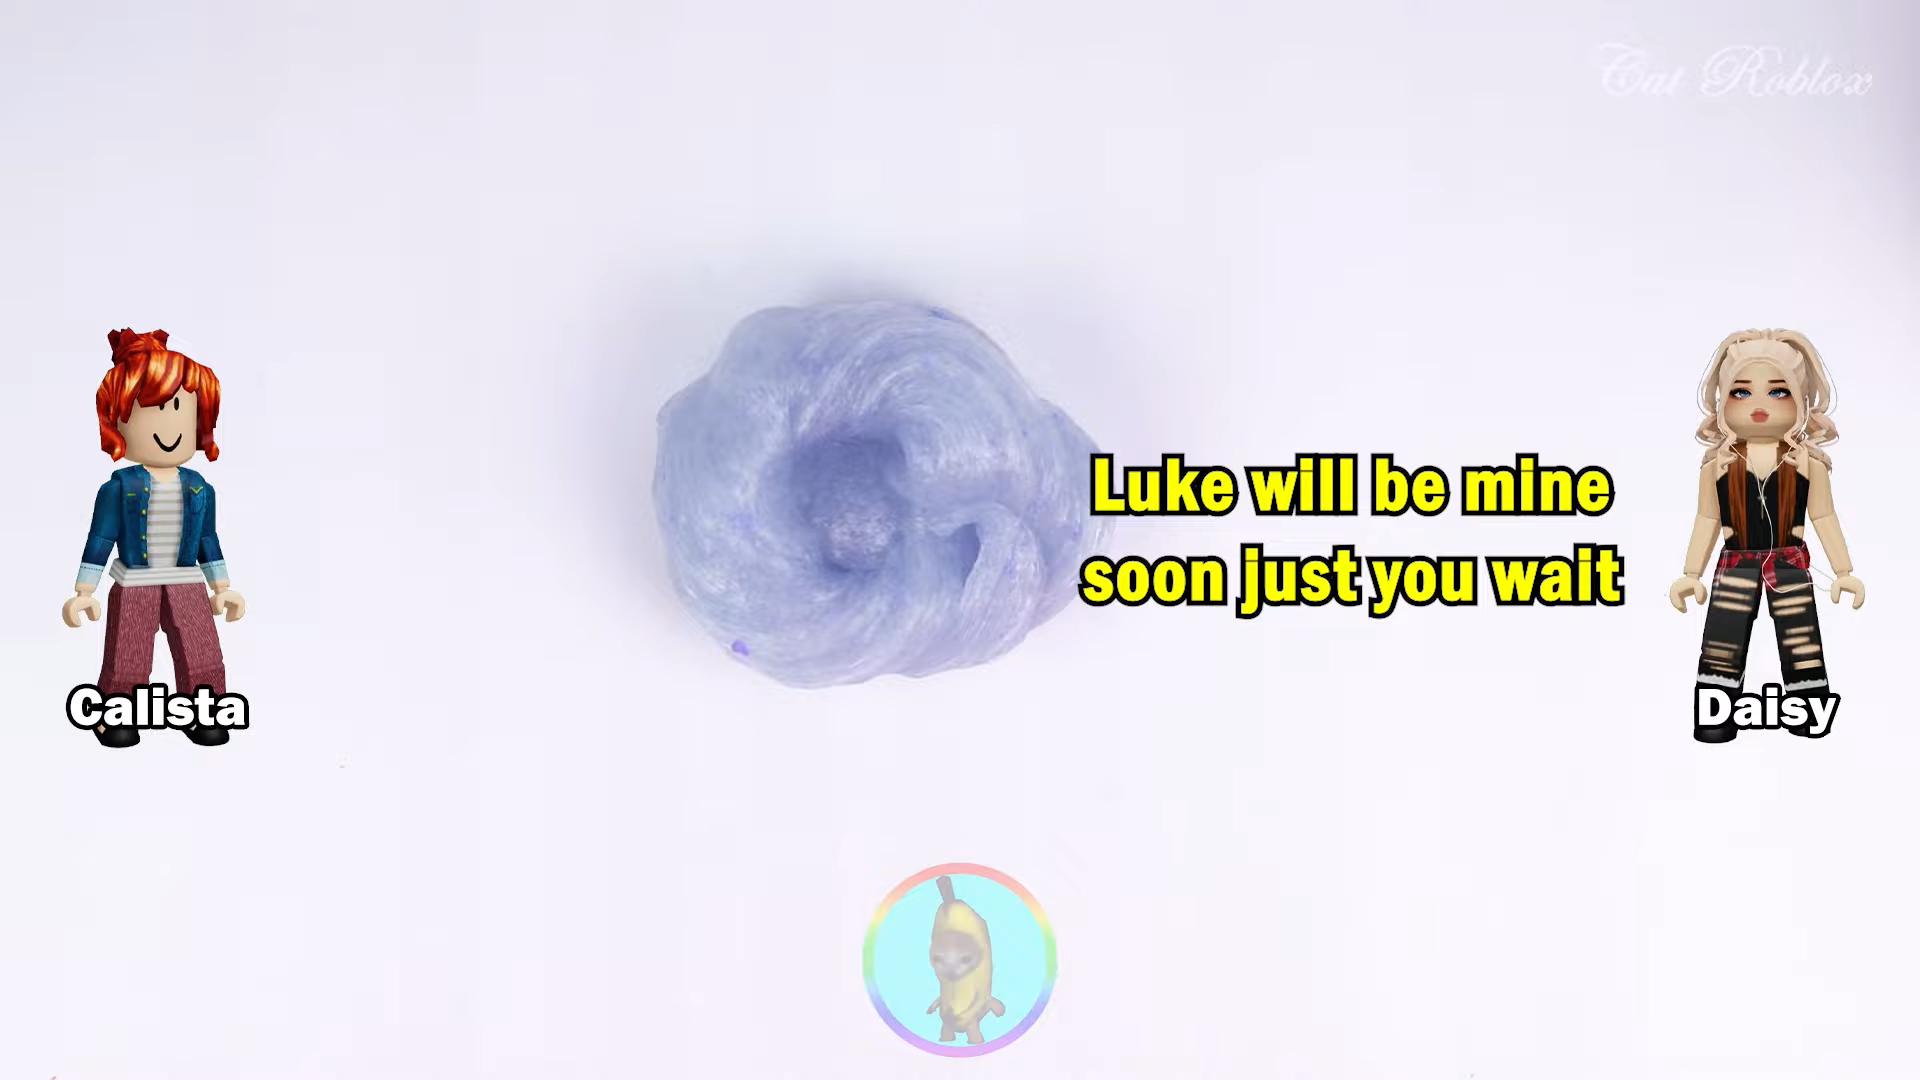 Cat Roblox
Luke will be mine
soon just you wait
Calista
Daisy